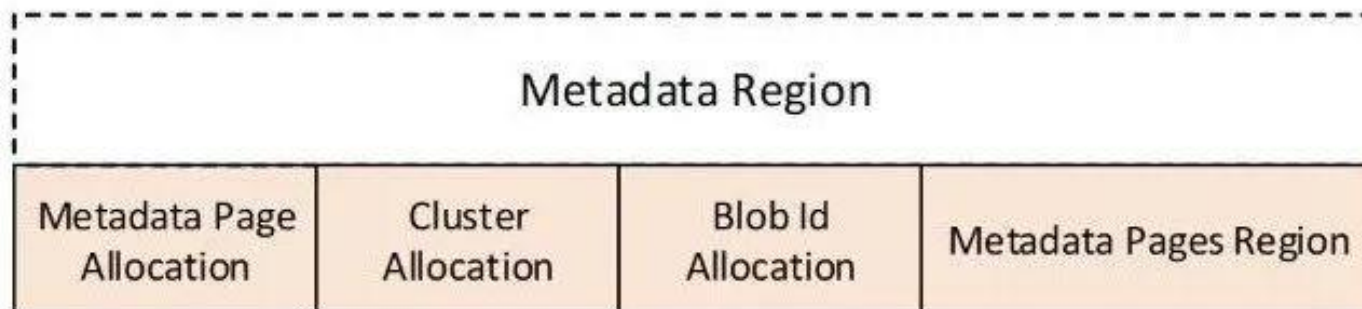 Metadata Region
Metadata Page
Allocation
Cluster
Allocation
Blob Id
Allocation
Metadata Pages Region